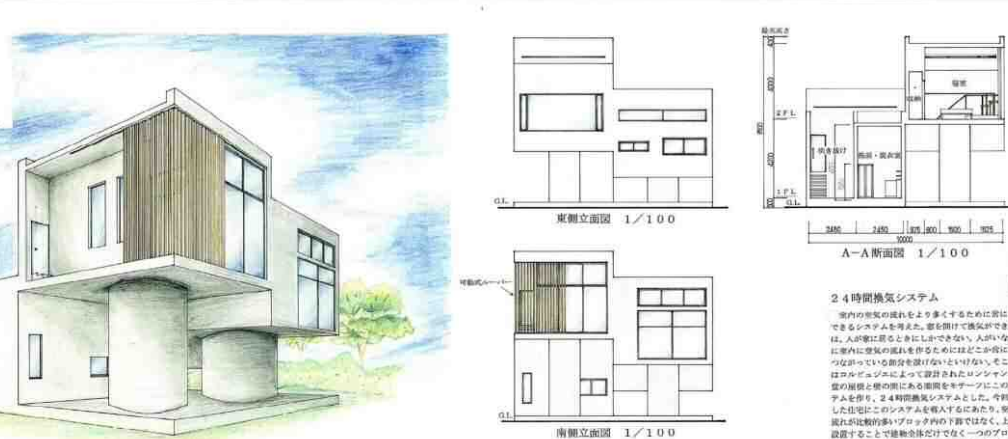 G.L.
東側立面図 1/100
可動式ルーバー
G.L.
南側立面図 1/100
最高高さ
2FL
1FL
G.L.
寝室
吹き抜け
洗面・脱衣室
2450
10000
A-A断面図 1/100
24時間換気システム
室内の空気の流れをより多くするために常に
できるシステムを考えた。窓を開けて換気ができ
は、人が家に居るときにしかできない。人がいな
に室内に空気の流れを作るためにはどこか常に
つながっている部分を設けないといけない。そこ
はコルビュジエによって設計されたロンシャン
堂の屋根と壁の間にある隙間をモチーフにこの
テムを作り、24時間換気システムとした。今回
した住宅にこのシステムを導入するにあたり、
流れが比較的多いブロック内の下部ではなく、上
設置することで建物全体だけでなく一つのブロ